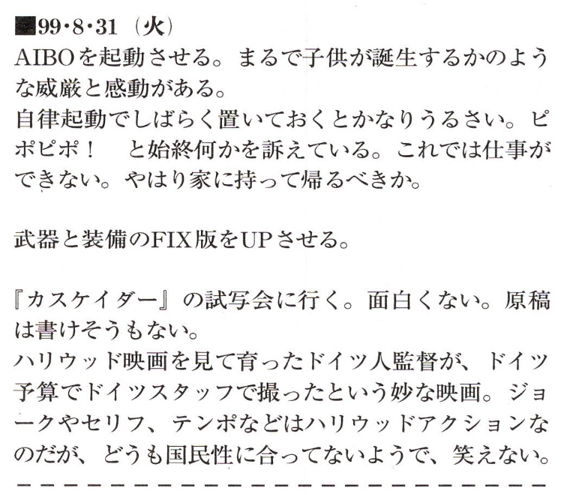 ■99・8・31（火）
AIBOを起動させる。まるで子供が誕生するかのよう
な威厳と感動がある。
自律起動でしばらく置いておくとかなりうるさい。ピ
ポピポ！　と始終何かを訴えている。これでは仕事が
できない。やはり家に持って帰るべきか。
武器と装備のFIX版をUPさせる。
『カスケイダー』の試写会に行く。面白くない。原稿
は書けそうもない。
ハリウッド映画を見て育ったドイツ人監督が、ドイツ
予算でドイツスタッフで撮ったという妙な映画。ジョ
ークやセリフ、テンポなどはハリウッドアクションな
のだが、どうも国民性に合ってないようで、笑えない。